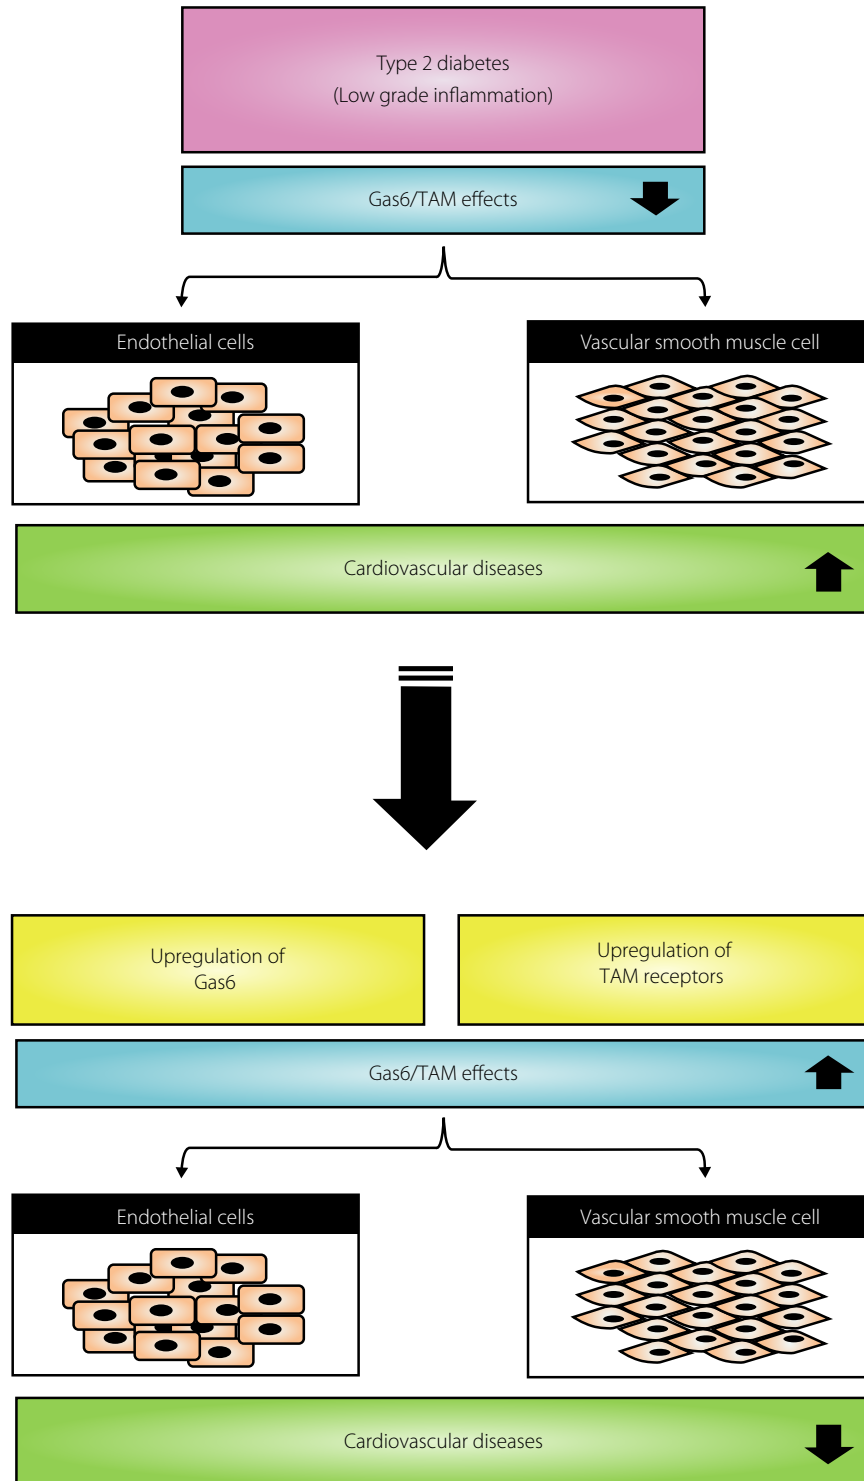 Type 2 diabetes
(Low grade inflammation)
Gas6/TAM effects
Endothelial cells
Vascular smooth muscle cell
Cardiovascular diseases
Upregulation of
Gas6
Upregulation of
TAM receptors
Gas6/TAM effects
Endothelial cells
Vascular smooth muscle cell
Cardiovascular diseases